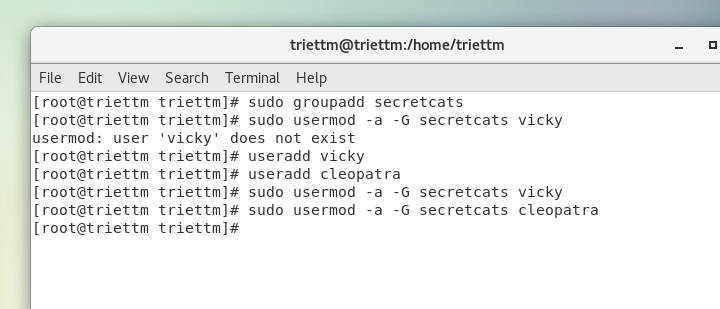 triettm@triettm:/home/triettm
File Edit View Search Terminal Help
[root@triettm triettm]# sudo groupadd secretcats
[root@triettm triettm]# sudo usermod -a -G secretcats vicky
usermod: user 'vicky' does not exist
[root@triettm triettm]# useradd vicky
[root@triettm triettm]# useradd cleopatra
[root@triettm triettm]# sudo usermod -a -G secretcats vicky
[root@triettm triettm]# sudo usermod -a -G secretcats cleopatra
[root@triettm triettm]#